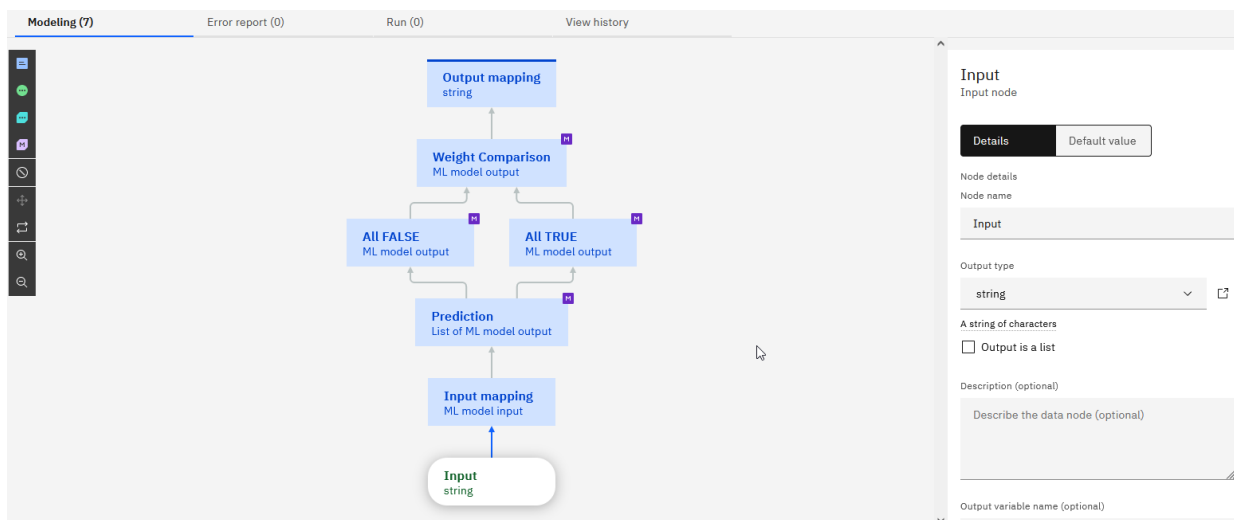 Modeling (7)
Error report (0)
Run (0)
View history
Output mapping
string
M
Weight Comparison
ML model output
M
All FALSE
ML model output
M
All TRUE
ML model output
M
Prediction
List of ML model output
Input mapping
ML model input
Input
string
M
Input
Input node
Details
Default value
Node details
Node name
Input
Output type
string
A string of characters
Output is a list
Description (optional)
Describe the data node (optional)
Output variable name (optional)